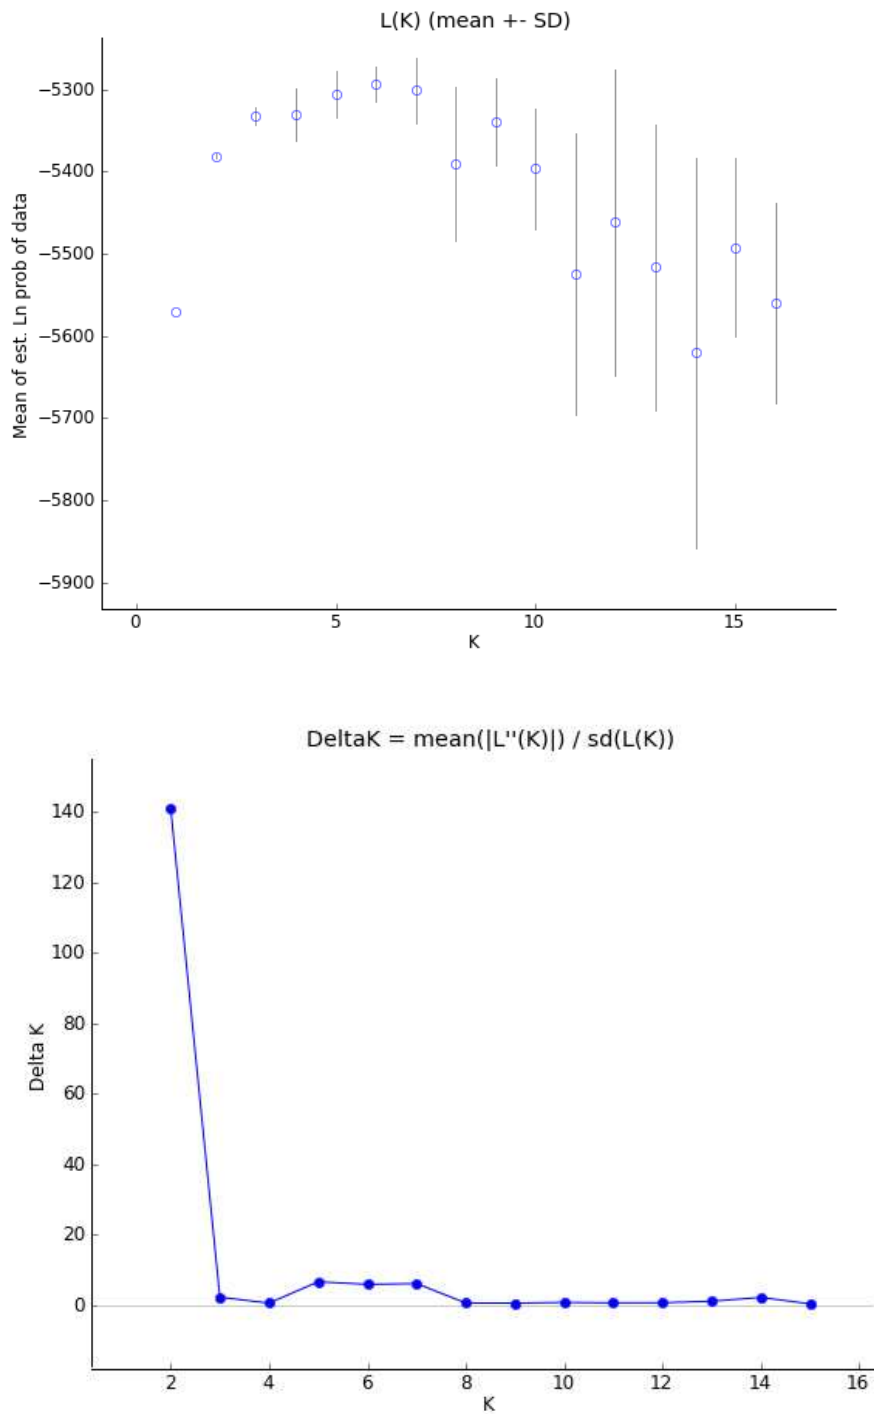 L(K) (mean +- SD)
−5300
−5400
−5500
−5600
−5700
−5800
−5900
Mean of est. Ln prob of data
0 5 10 15
K
DeltaK = mean(|L''(K)|) / sd(L(K))
140
120
100
80
60
40
20
0
Delta K
2 4 6 8 10 12 14 16
K